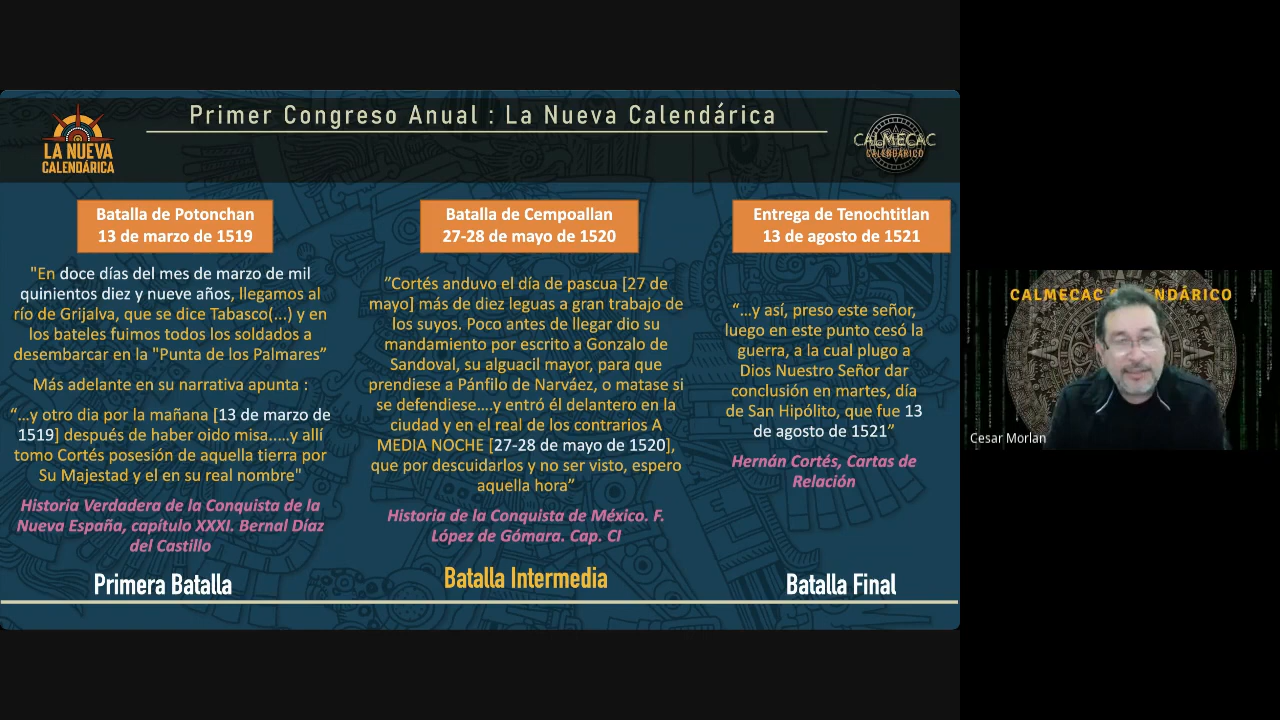 Primer Congreso Anual : La Nueva Calendárica
LA NUEVA
CALENDÁRICA
CALMECAC
CALENDÁRICO
Batalla de Potonchan
13 de marzo de 1519
"En doce días del mes de marzo de mil
quinientos diez y nueve años, llegamos al
río de Grijalva, que se dice Tabasco(...) y en
los bateles fuimos todos los soldados a
desembarcar en la "Punta de los Palmares”
Más adelante en su narrativa apunta :
“…y otro dia por la mañana [13 de marzo de
1519] después de haber oido misa.....y allí
tomo Cortés posesión de aquella tierra por
Su Majestad y el en su real nombre"
Historia Verdadera de la Conquista de la
Nueva España, capítulo XXXI. Bernal Díaz
del Castillo
Primera Batalla
Batalla de Cempoallan
27-28 de mayo de 1520
“Cortés anduvo el día de pascua [27 de
mayo] más de diez leguas a gran trabajo de
los suyos. Poco antes de llegar dio su
mandamiento por escrito a Gonzalo de
Sandoval, su alguacil mayor, para que
prendiese a Pánfilo de Narváez, o matase si
se defendiese….y entró él delantero en la
ciudad y en el real de los contrarios A
MEDIA NOCHE [27-28 de mayo de 1520],
que por descuidarlos y no ser visto, espero
aquella hora”
Historia de la Conquista de México. F.
López de Gómara. Cap. CI
Batalla Intermedia
Entrega de Tenochtitlan
13 de agosto de 1521
“…y así, preso este señor,
luego en este punto cesó la
guerra, a la cual plugo a
Dios Nuestro Señor dar
conclusión en martes, día
de San Hipólito, que fue 13
de agosto de 1521”
Hernán Cortés, Cartas de
Relación
Batalla Final
CALMECAC NDÁRICO
Cesar Morlan